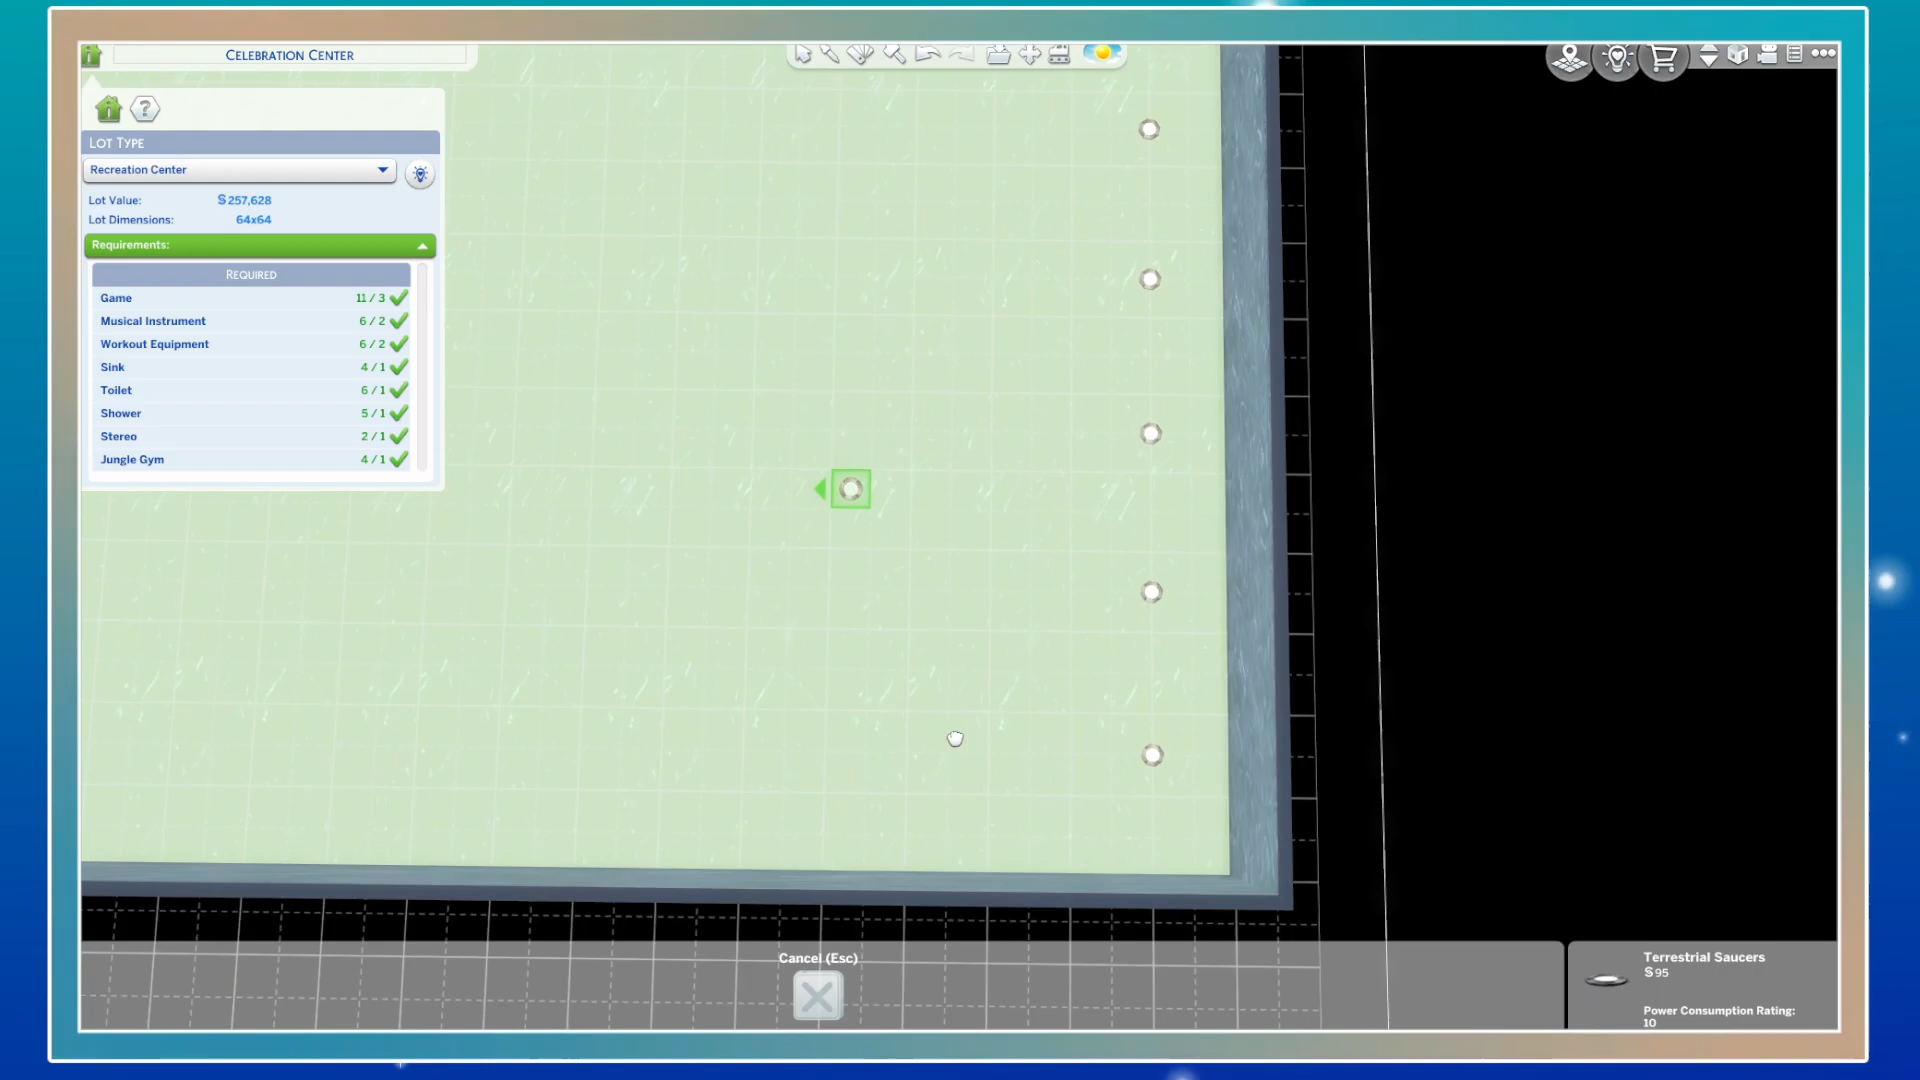 CELEBRATION CENTER
?
LOT TYPE
Recreation Center
Lot Value: §257,628
Lot Dimensions: 64x64
Requirements:
REQUIRED
Game 11 / 3
Musical Instrument 6 / 2
Workout Equipment 6 / 2
Sink 4 / 1
Toilet 6 / 1
Shower 5 / 1
Stereo 2 / 1
Jungle Gym 4 / 1
Cancel (Esc)
Terrestrial Saucers
§95
Power Consumption Rating:
10